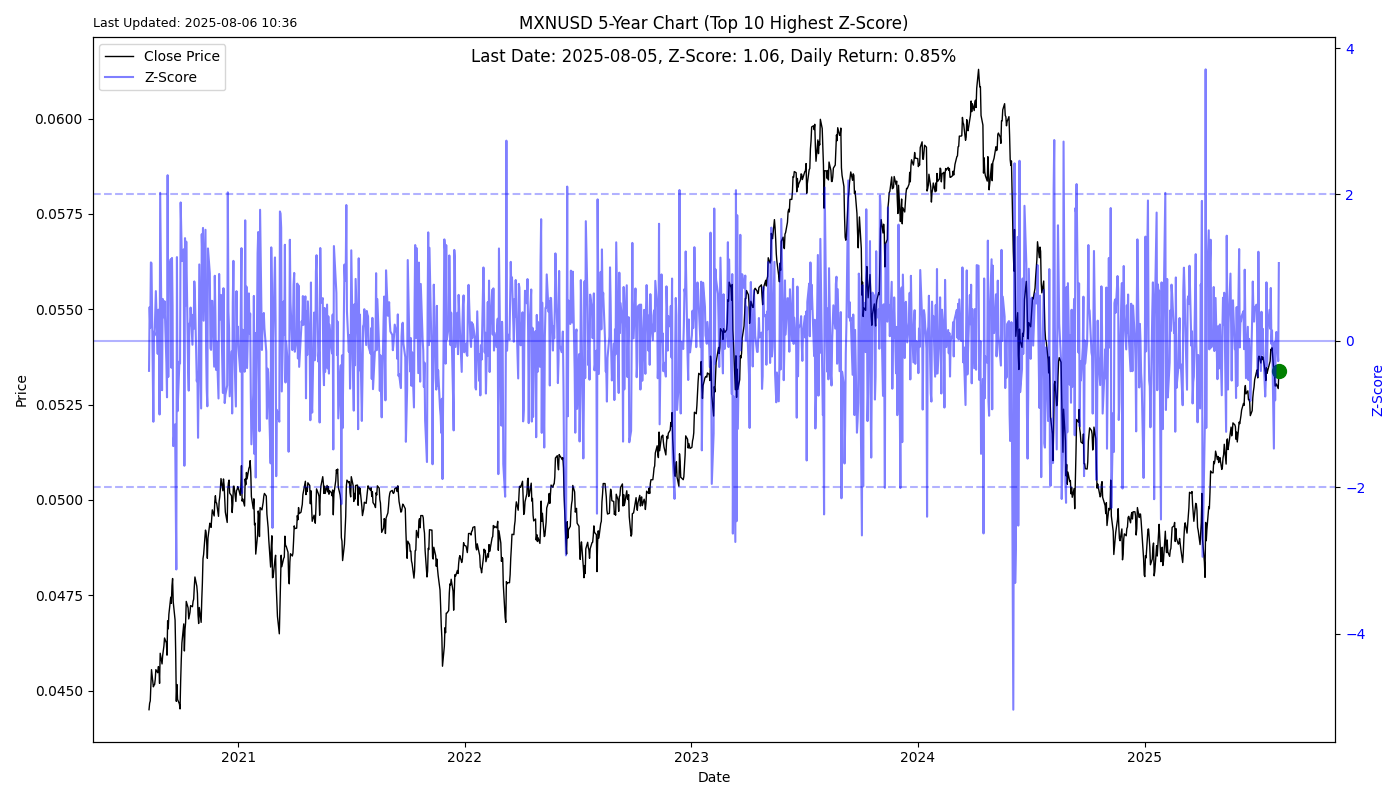 Last Updated: 2025-08-06 10:36
MXNUSD 5-Year Chart (Top 10 Highest Z-Score)
Last Date: 2025-08-05, Z-Score: 1.06, Daily Return: 0.85%
Close Price
Z-Score
0.0600
0.0575
0.0550
0.0525
0.0500
0.0475
0.0450
Price
4
2
0
−2
−4
Z-Score
2021
2022
2023
2024
2025
Date